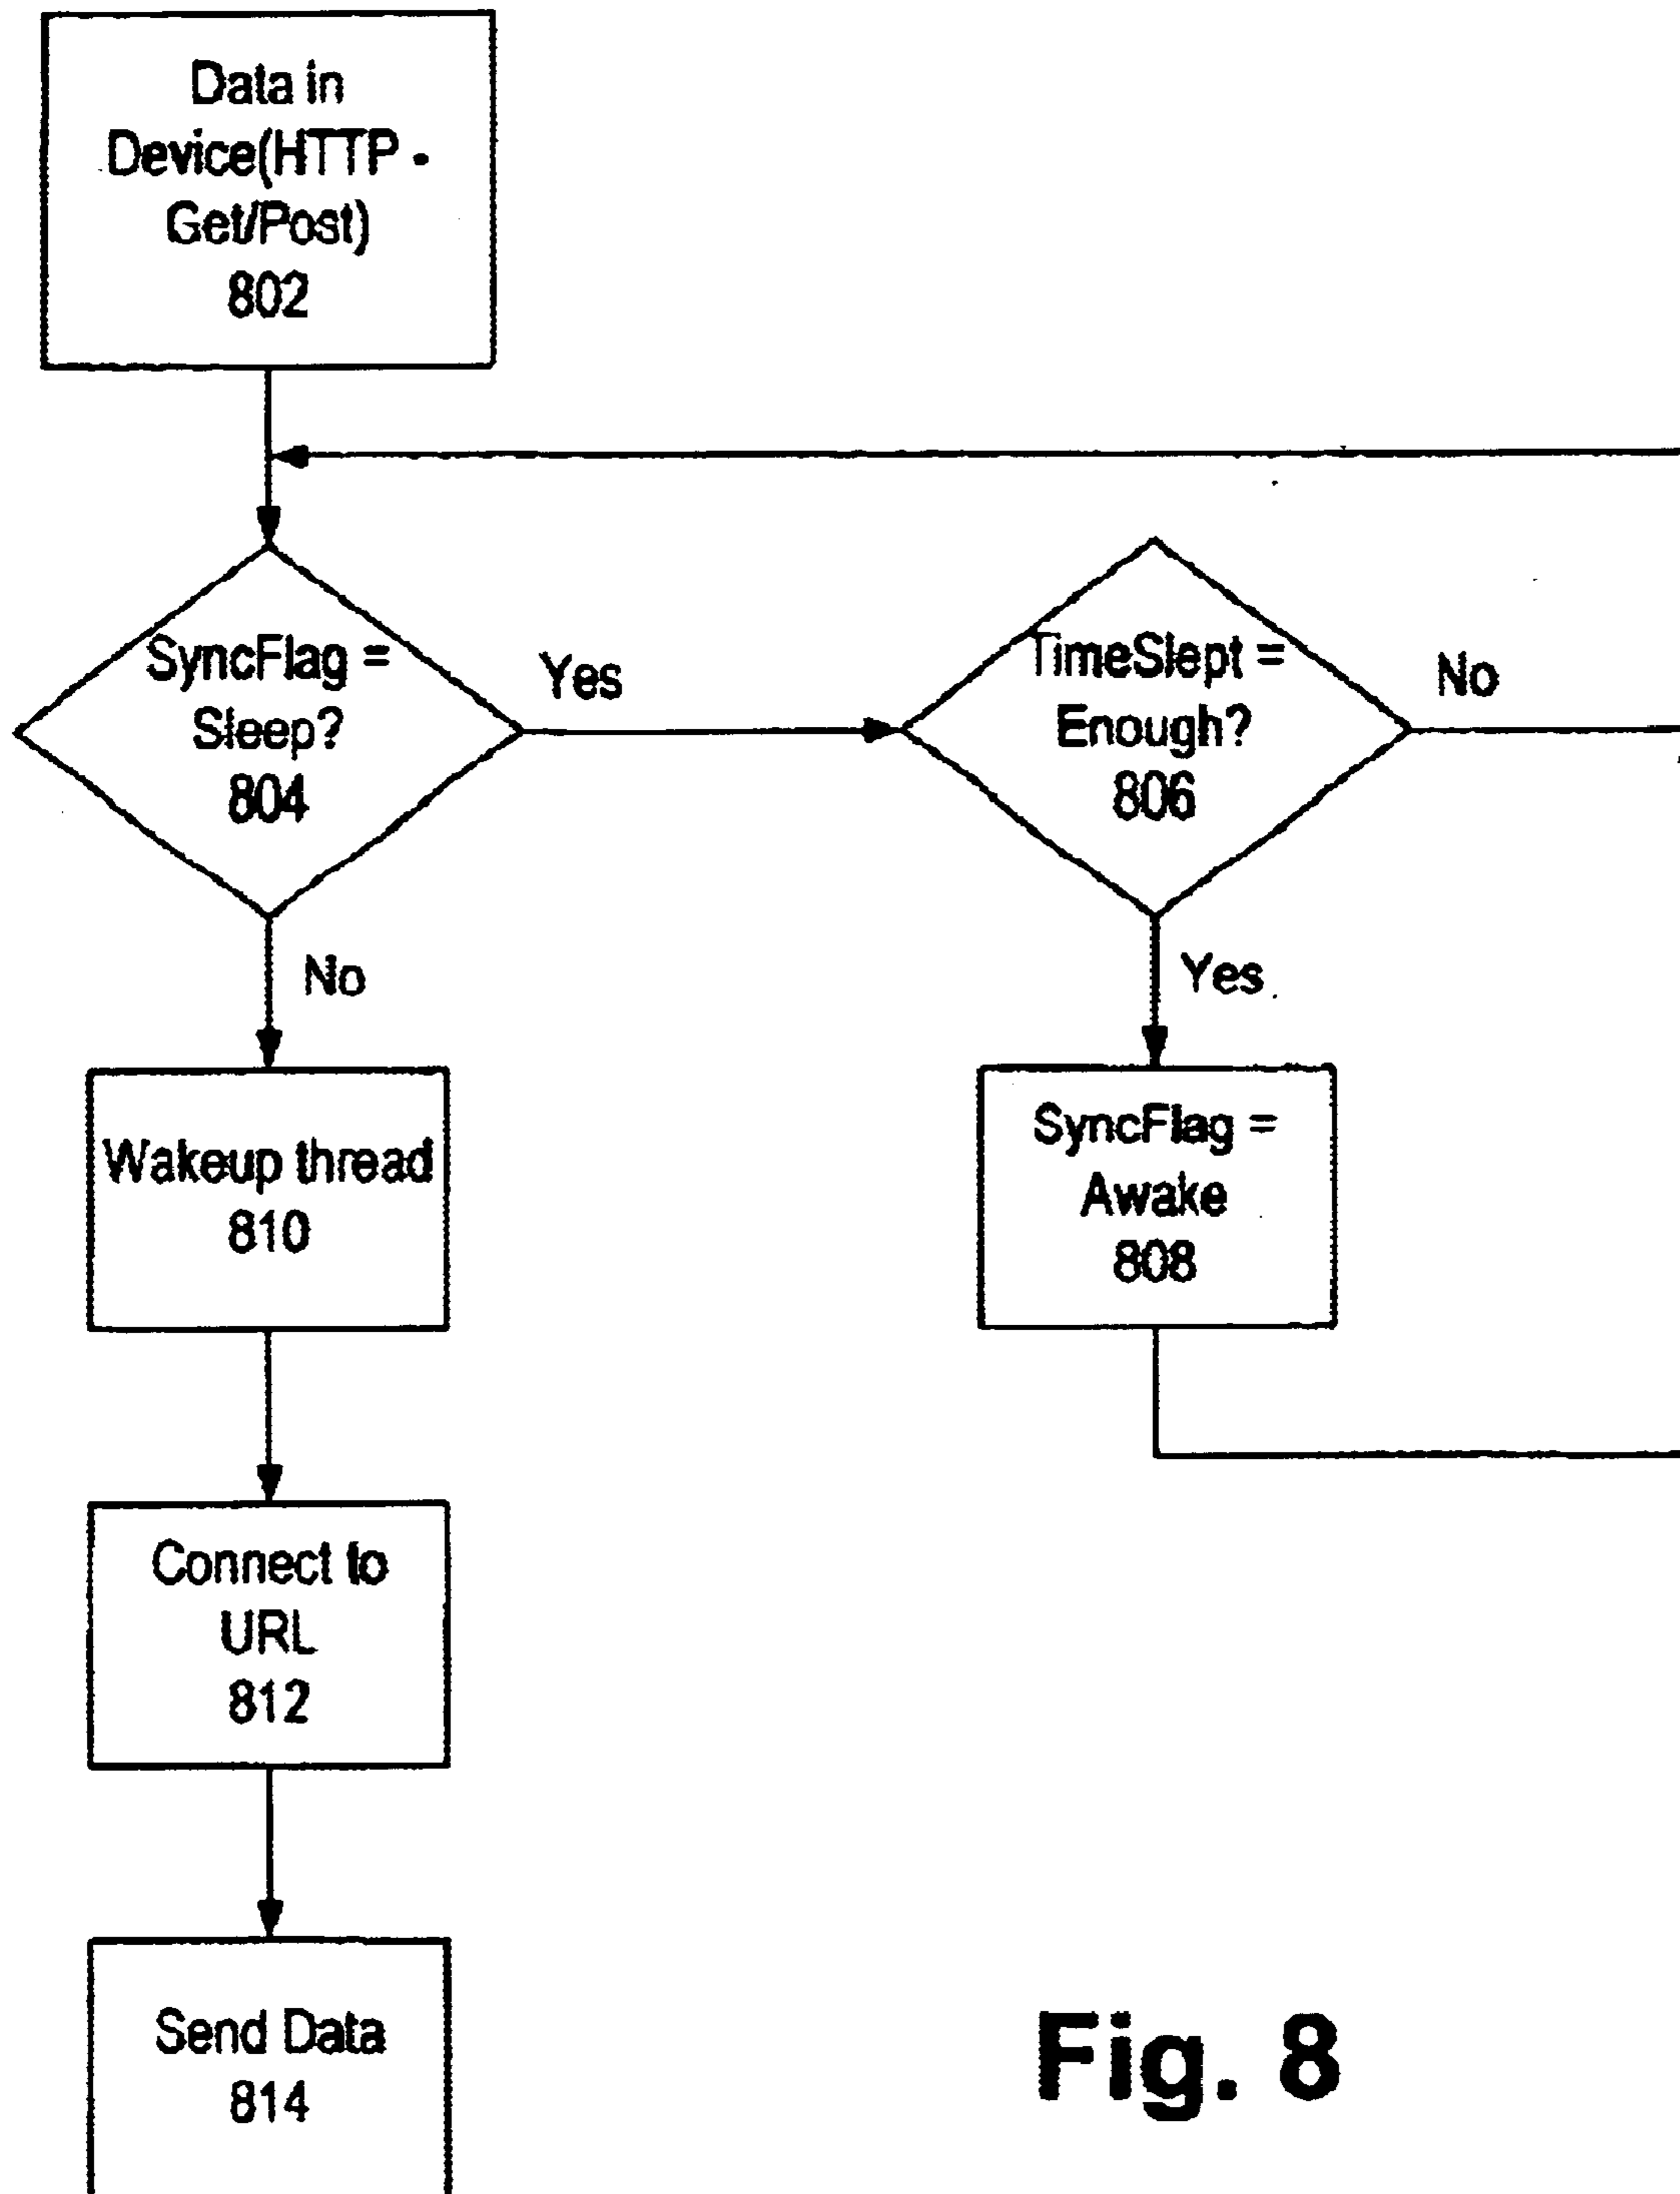 Data in
Device(HTTP -
Get/Post)
802
SyncFlag =
Sleep?
804
Yes
TimeSlept =
Enough?
806
No
No
Yes
Wakeup thread
810
SyncFlag =
Awake
808
Connect to
URL
812
Send Data
814
Fig. 8